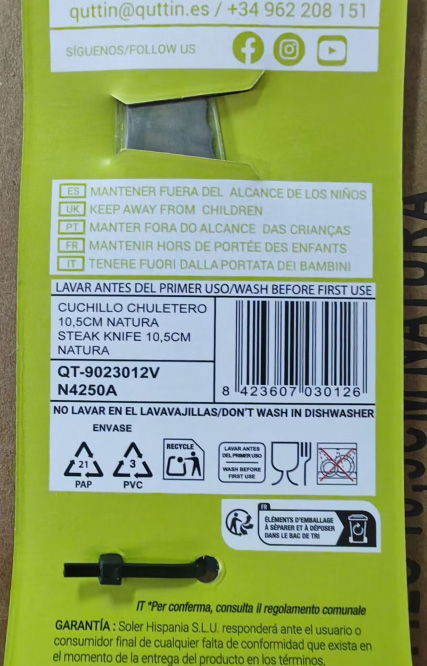 quttin@quttin.es / +34 962 208 151
SÍGUENOS/FOLLOW US
ES MANTENER FUERA DEL ALCANCE DE LOS NIÑOS
UK KEEP AWAY FROM CHILDREN
PT MANTER FORA DO ALCANCE DAS CRIANÇAS
FR MANTENIR HORS DE PORTÉE DES ENFANTS
IT TENERE FUORI DALLA PORTATA DEI BAMBINI
LAVAR ANTES DEL PRIMER USO/WASH BEFORE FIRST USE
CUCHILLO CHULETERO
10,5CM NATURA
STEAK KNIFE 10,5CM
NATURA
QT-9023012V
N4250A
8 423607 030126
NO LAVAR EN EL LAVAVAJILLAS/DON'T WASH IN DISHWASHER
ENVASE
21
PAP
3
PVC
RECYCLE
LAVAR ANTES
DEL PRIMER USO
WASH BEFORE
FIRST USE
FR
ÉLÉMENTS D'EMBALLAGE
À SÉPARER ET À DÉPOSER
DANS LE BAC DE TRI
IT "Per conferma, consulta il regolamento comunale
GARANTÍA : Soler Hispania S.L.U. responderá ante el usuario o
consumidor final de cualquier falta de conformidad que exista en
el momento de la entrega del producto en los términos,
10,5CM NATURA